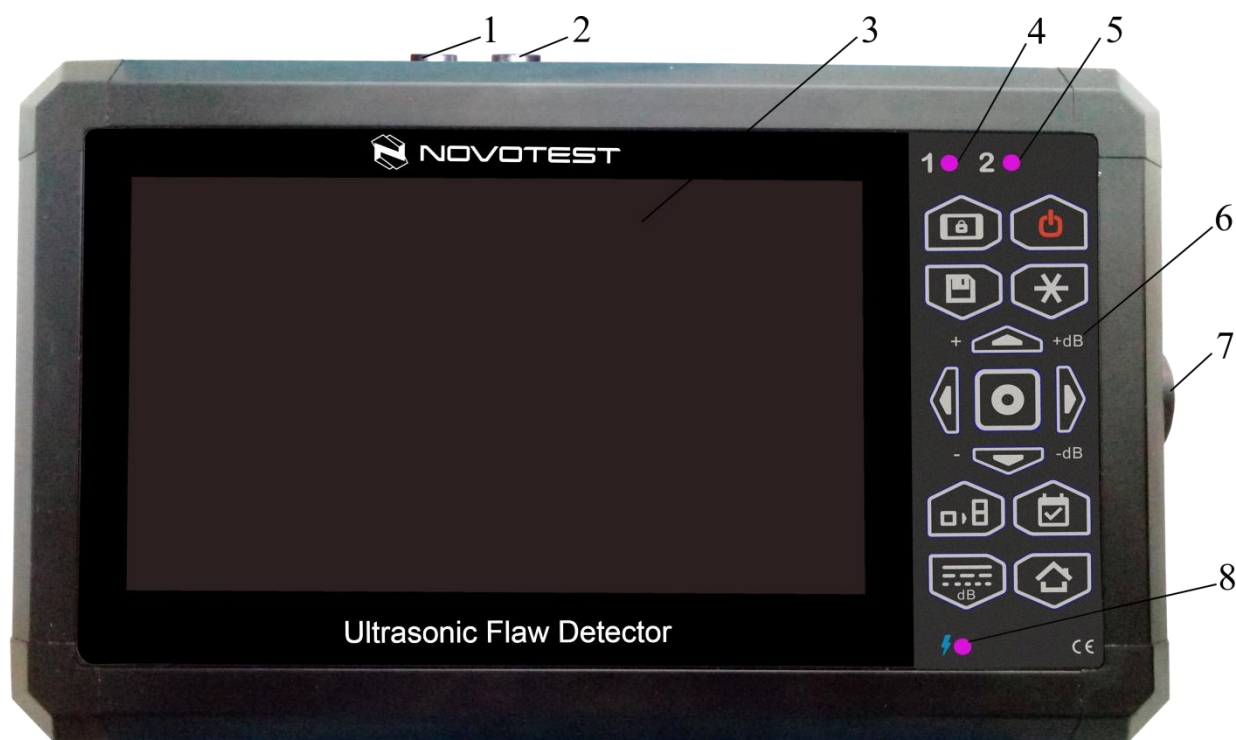 1 2 3 4 5
NOVOTEST
1 2
6
+ +dB
7
- -dB
dB
8
Ultrasonic Flaw Detector
CE